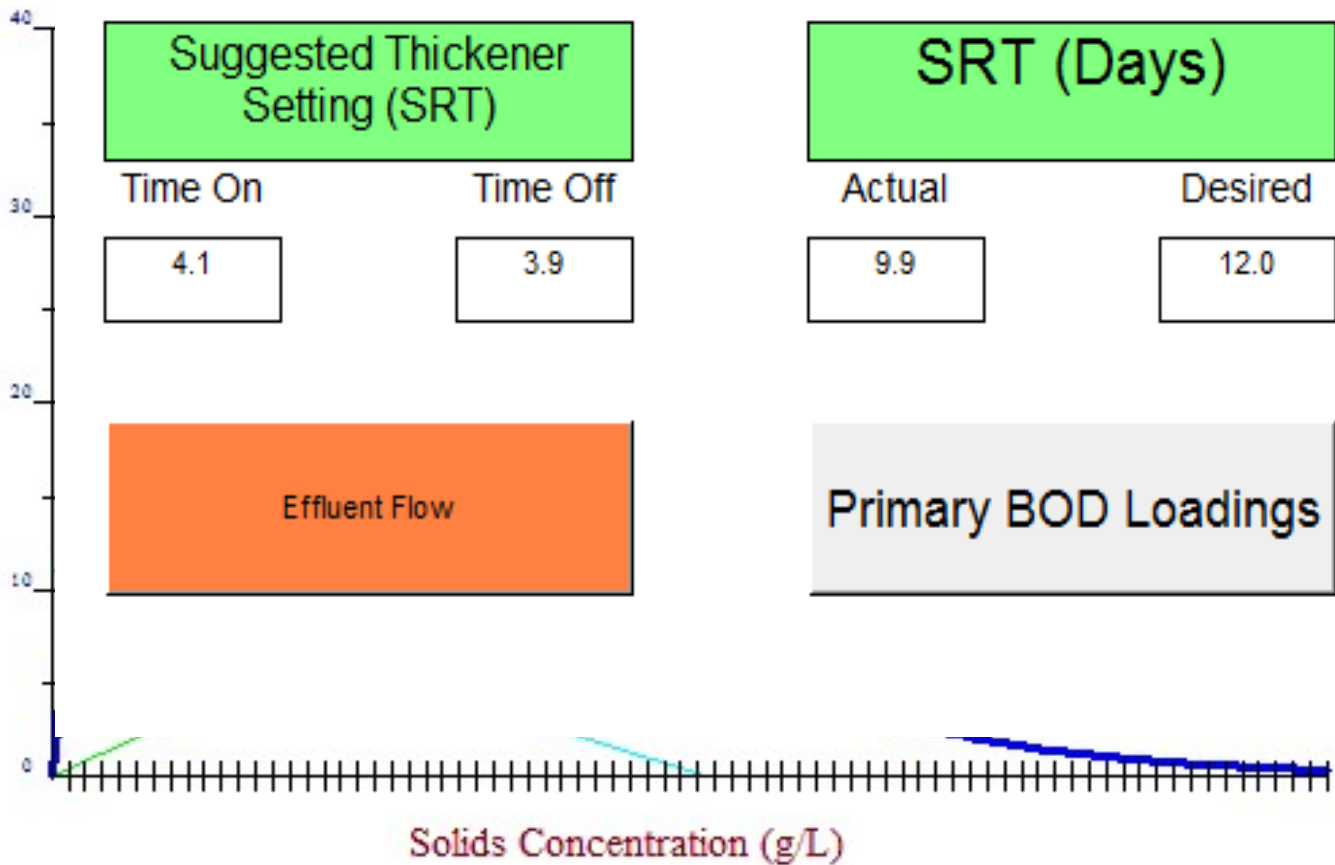 40
Suggested Thickener
Setting (SRT)
SRT (Days)
Time On
Time Off
Actual
Desired
30
4.1
3.9
9.9
12.0
20
Effluent Flow
Primary BOD Loadings
10
0
Solids Concentration (g/L)